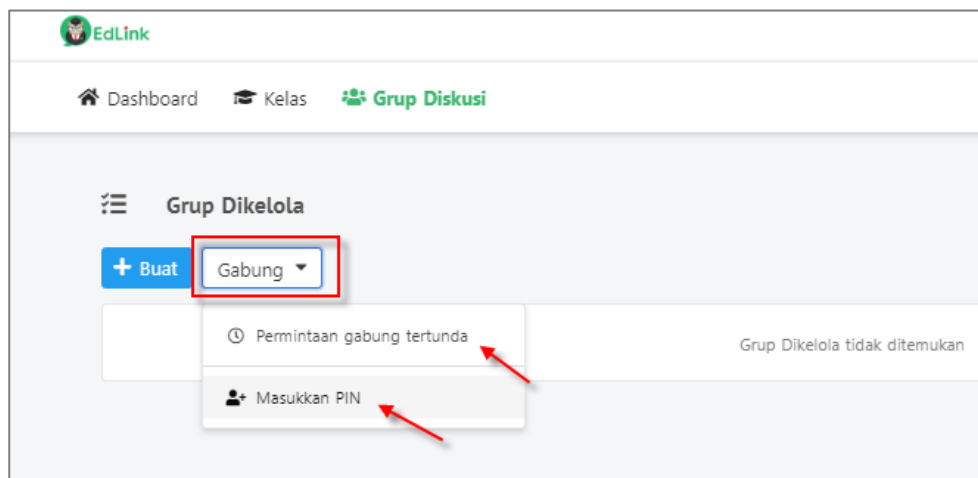 EdLink
Dashboard Kelas Grup Diskusi
Grup Dikelola
+ Buat Gabung
Permintaan gabung tertunda
Grup Dikelola tidak ditemukan
Masukkan PIN